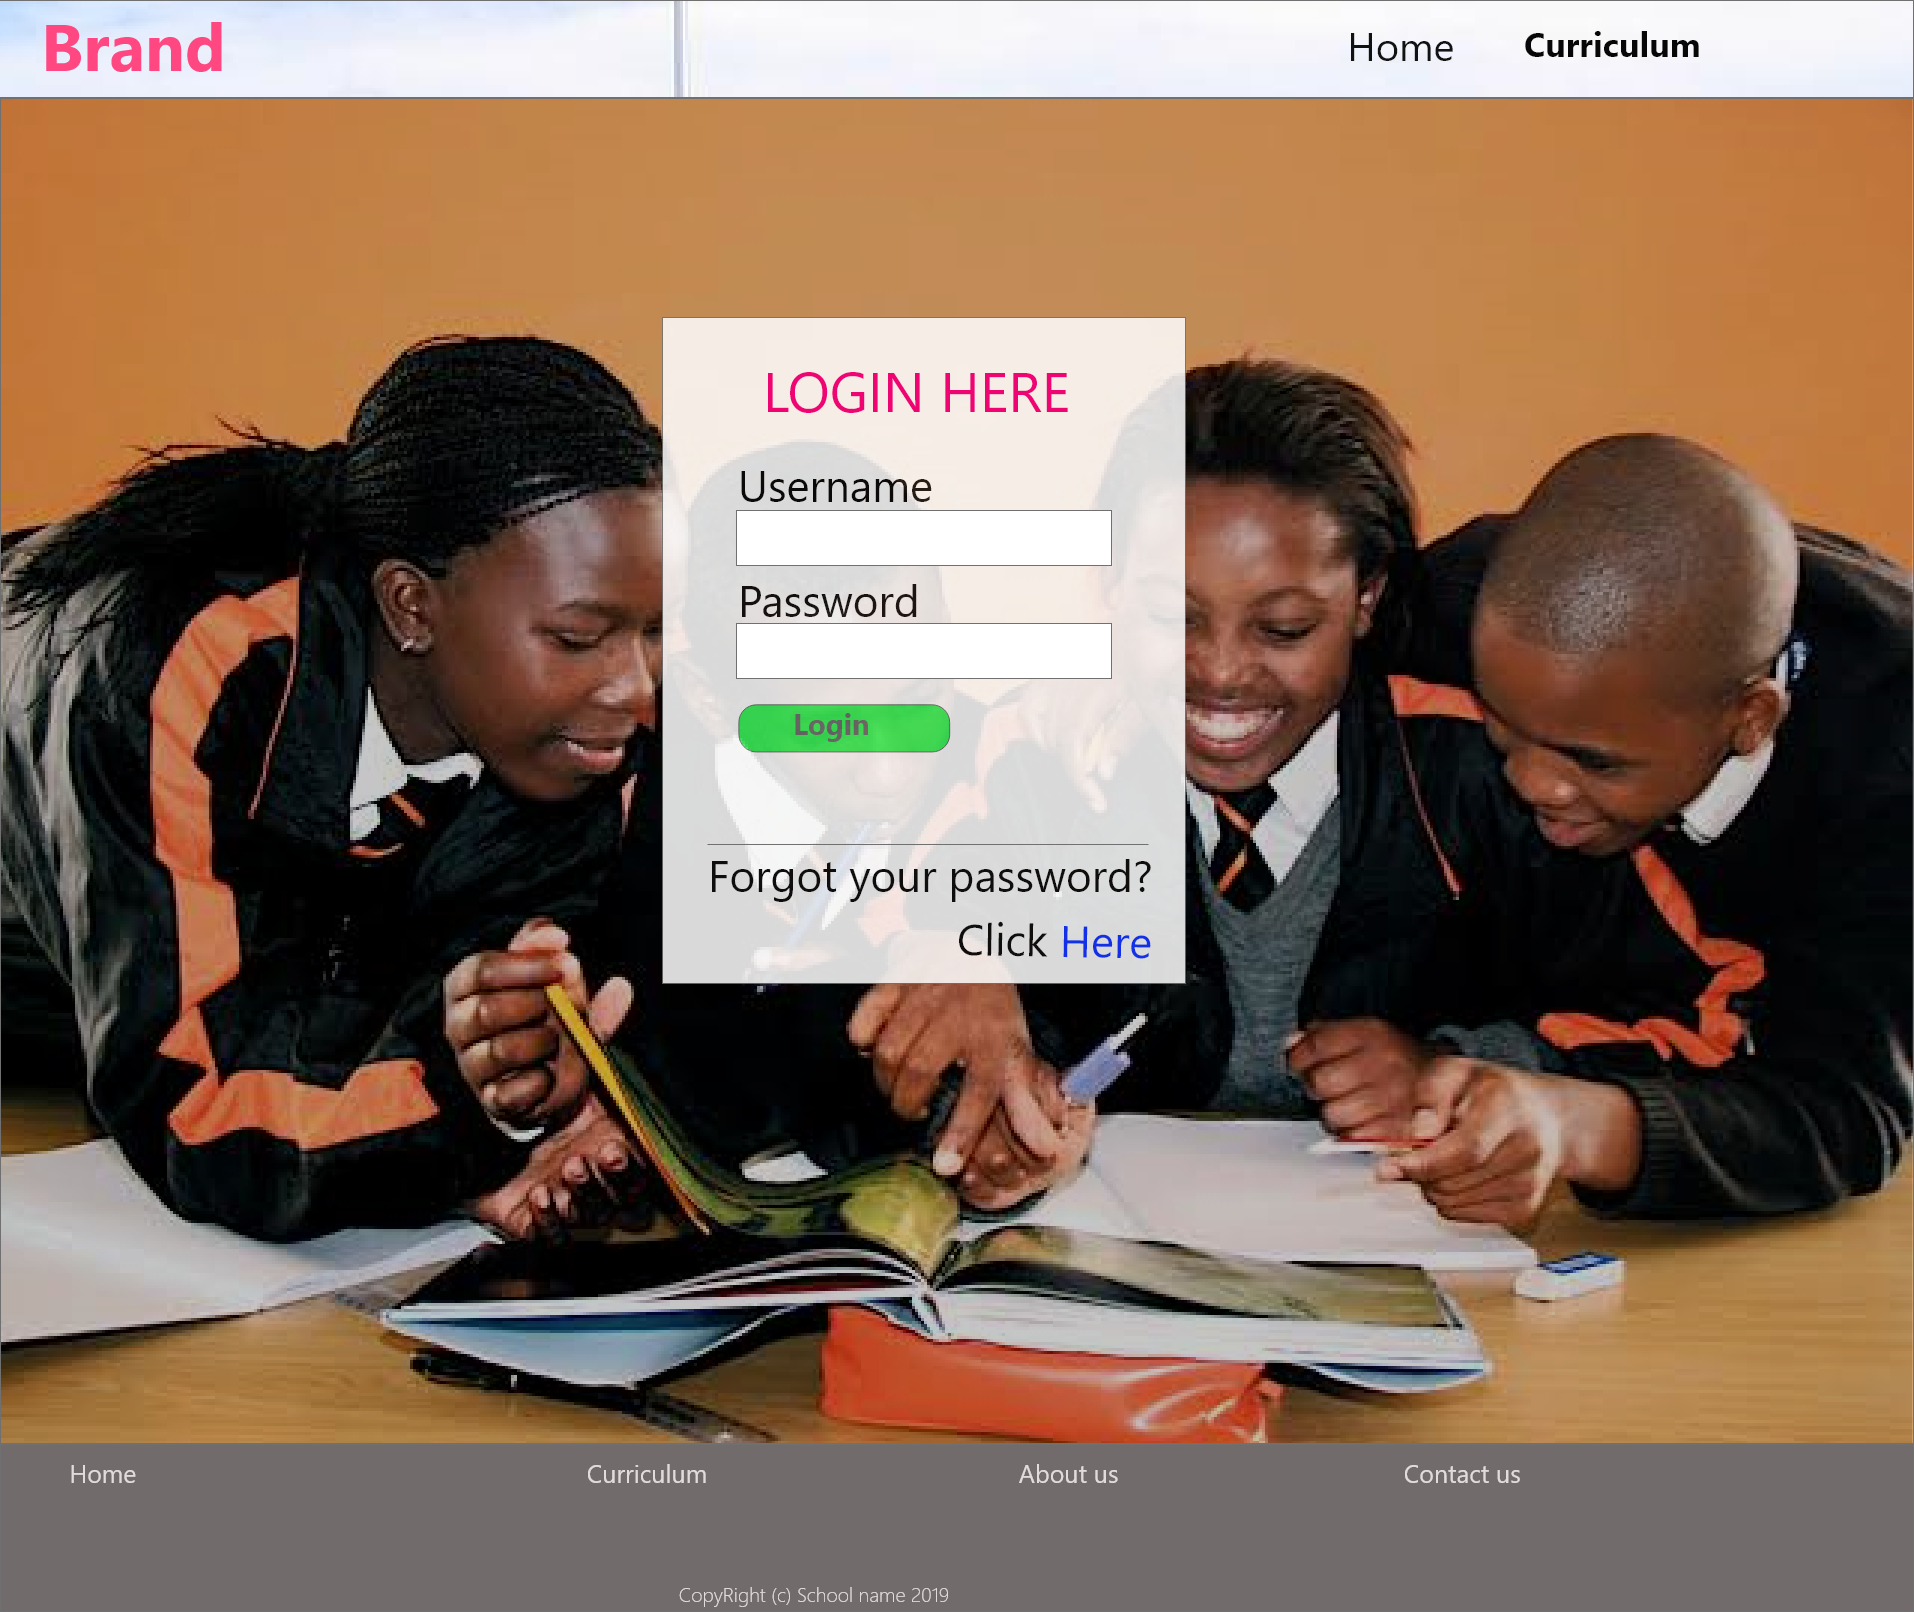 Brand
Home
Curriculum
LOGIN HERE
Username
Password
Login
Forgot your password?
Click Here
Home
Curriculum
About us
Contact us
CopyRight (c) School name 2019